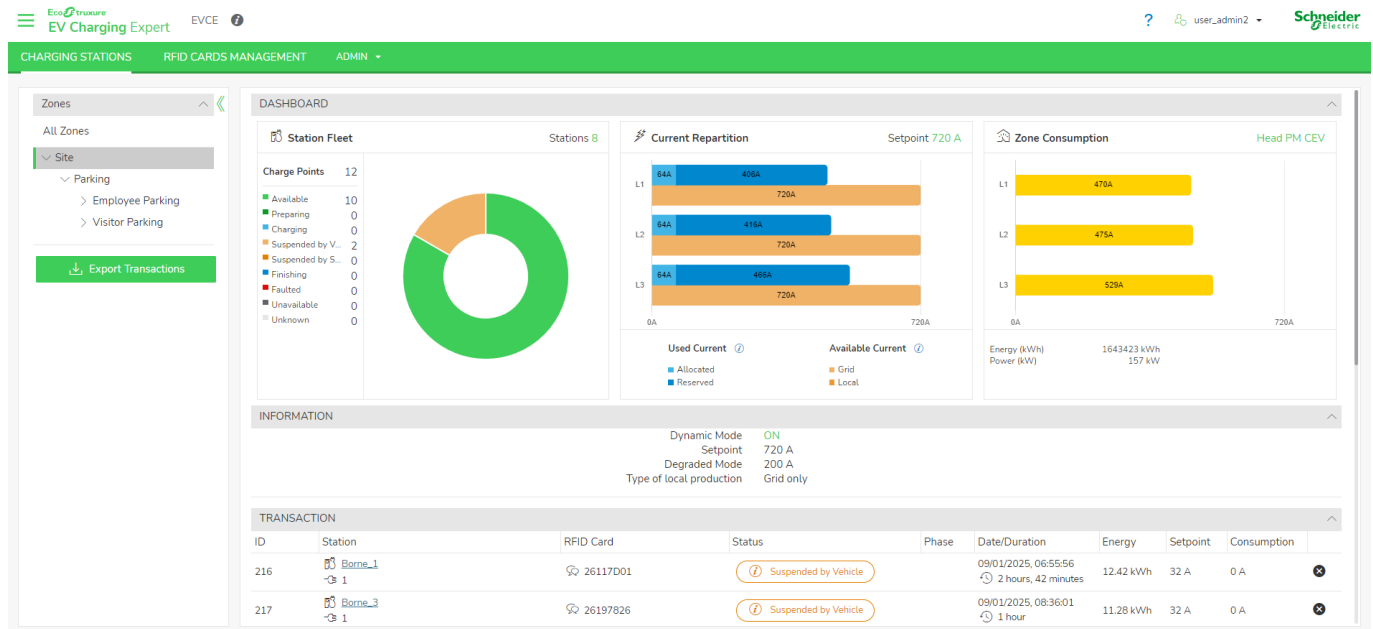 EcoStruxure
EV Charging Expert
EVCE
?
user_admin2
Schneider
Electric
CHARGING STATIONS
RFID CARDS MANAGEMENT
ADMIN
Zones
All Zones
Site
Parking
Employee Parking
Visitor Parking
Export Transactions
DASHBOARD
Station Fleet
Stations 8
Charge Points 12
Available 10
Preparing 0
Charging 0
Suspended by V... 2
Suspended by S... 0
Finishing 0
Faulted 0
Unavailable 0
Unknown 0
Current Repartition
Setpoint 720 A
L1
64A 406A
720A
L2
64A 416A
720A
L3
64A 466A
720A
0A 720A
Used Current
Available Current
Allocated
Grid
Reserved
Local
Zone Consumption
Head PM CEV
L1 470A
L2 475A
L3 529A
0A 720A
Energy (kWh) 1643423 kWh
Power (kW) 157 kW
INFORMATION
Dynamic Mode ON
Setpoint 720 A
Degraded Mode 200 A
Type of local production Grid only
TRANSACTION
ID Station RFID Card Status Phase Date/Duration Energy Setpoint Consumption
216 Borne_1 26117D01 Suspended by Vehicle 09/01/2025, 06:55:56 12.42 kWh 32 A 0 A
1 2 hours, 42 minutes
217 Borne_3 26197826 Suspended by Vehicle 09/01/2025, 08:36:01 11.28 kWh 32 A 0 A
1 1 hour